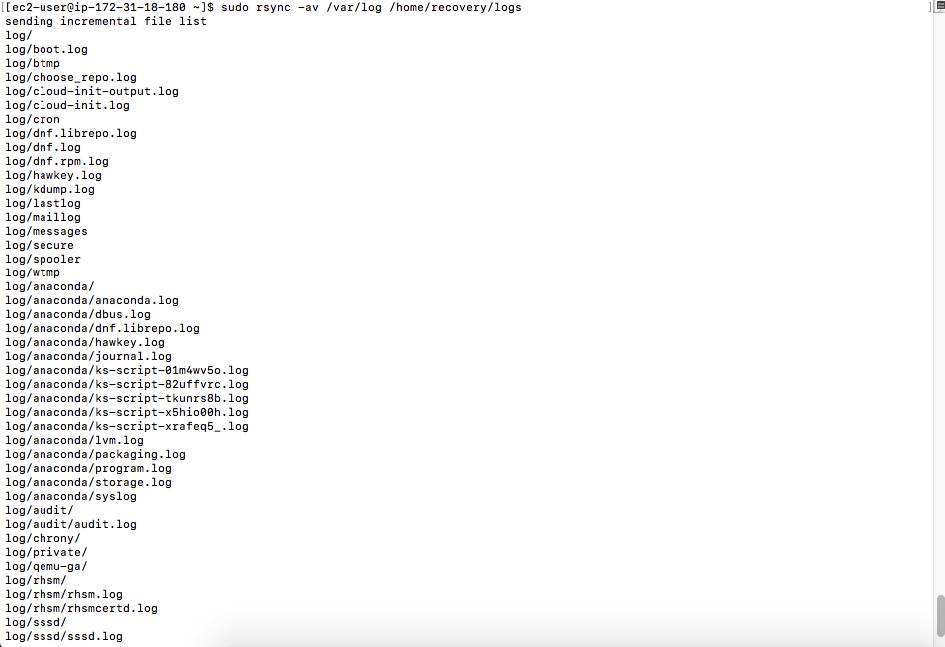 [[ec2-user@ip-172-31-18-180 ~]$ sudo rsync -av /var/log /home/recovery/logs ]
sending incremental file list
log/
log/boot.log
log/btmp
log/choose_repo.log
log/cloud-init-output.log
log/cloud-init.log
log/cron
log/dnf.librepo.log
log/dnf.log
log/dnf.rpm.log
log/hawkey.log
log/kdump.log
log/lastlog
log/maillog
log/messages
log/secure
log/spooler
log/wtmp
log/anaconda/
log/anaconda/anaconda.log
log/anaconda/dbus.log
log/anaconda/dnf.librepo.log
log/anaconda/hawkey.log
log/anaconda/journal.log
log/anaconda/ks-script-01m4wv5o.log
log/anaconda/ks-script-82uffvrc.log
log/anaconda/ks-script-tkunrs8b.log
log/anaconda/ks-script-x5hio00h.log
log/anaconda/ks-script-xrafeq5_.log
log/anaconda/lvm.log
log/anaconda/packaging.log
log/anaconda/program.log
log/anaconda/storage.log
log/anaconda/syslog
log/audit/
log/audit/audit.log
log/chrony/
log/private/
log/qemu-ga/
log/rhsm/
log/rhsm/rhsm.log
log/rhsm/rhsmcertd.log
log/sssd/
log/sssd/sssd.log